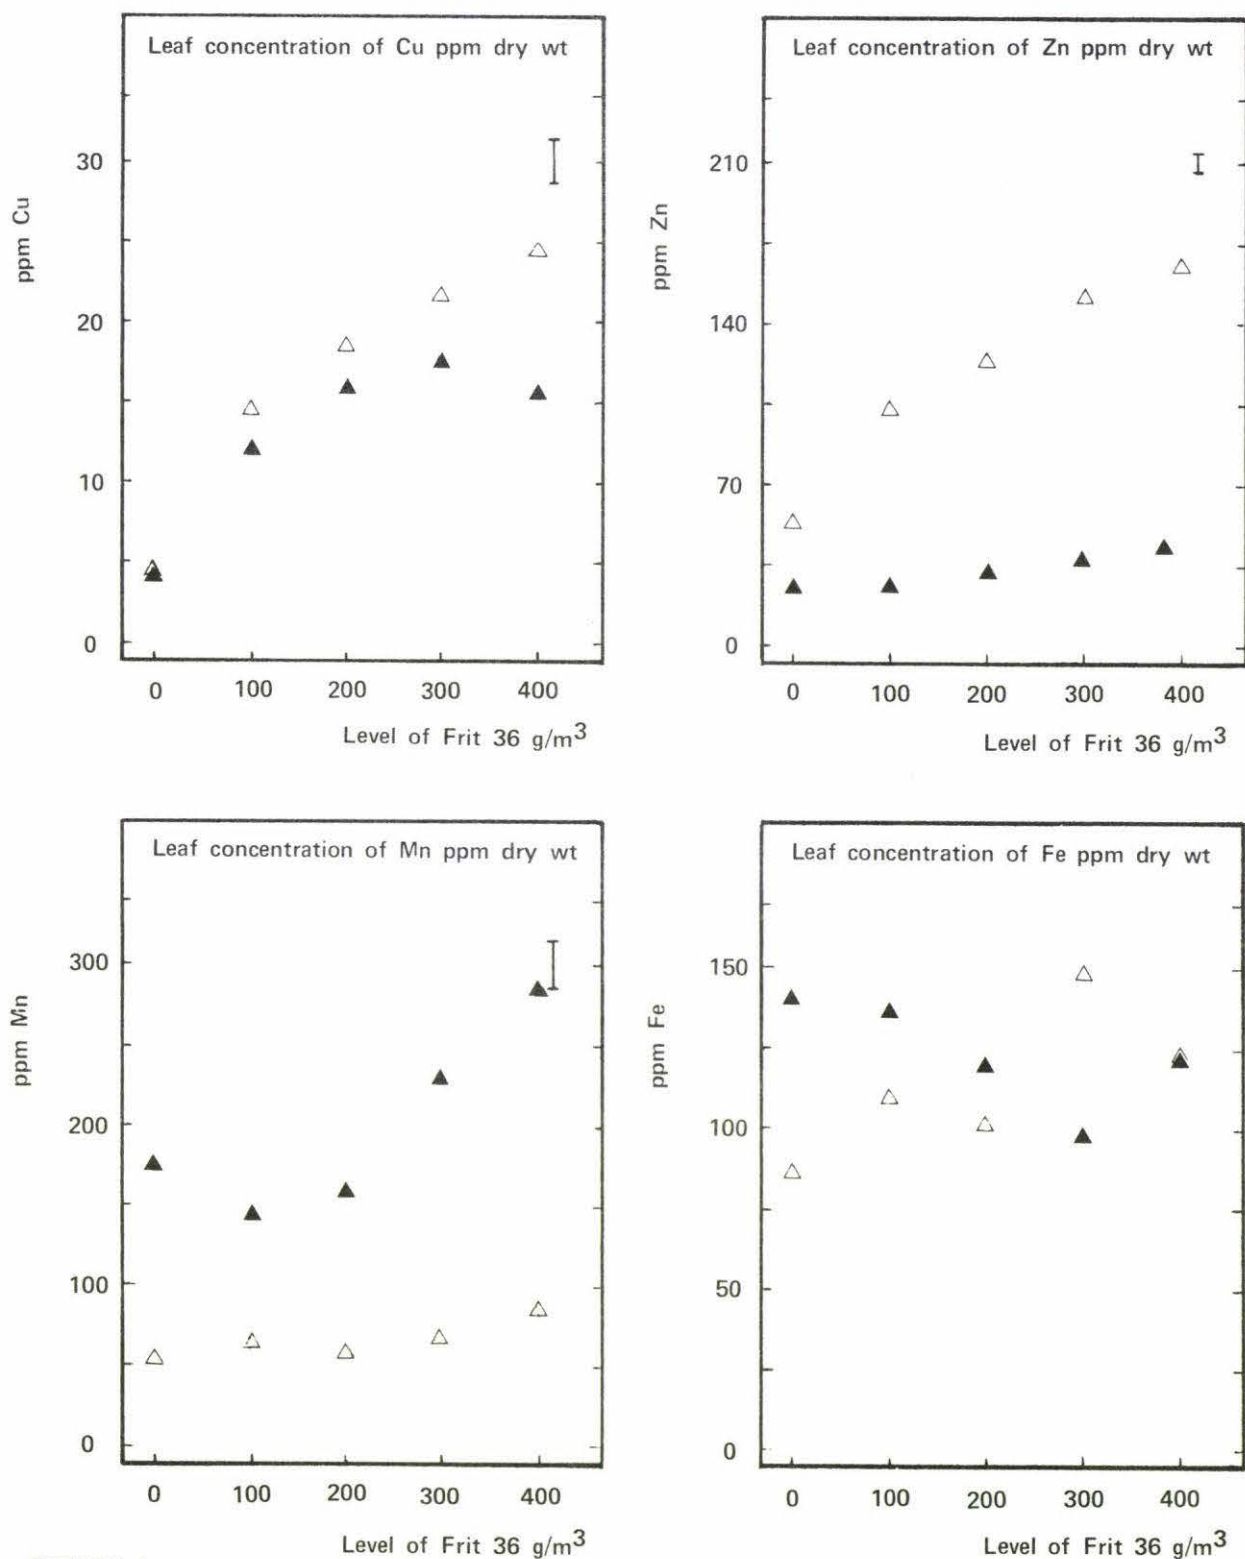 Leaf concentration of Cu ppm dry wt
30
20
10
0
ppm Cu
0 100 200 300 400
Level of Frit 36 g/m³
Leaf concentration of Zn ppm dry wt
210
140
70
0
ppm Zn
0 100 200 300 400
Level of Frit 36 g/m³
Leaf concentration of Mn ppm dry wt
300
200
100
0
ppm Mn
0 100 200 300 400
Level of Frit 36 g/m³
Leaf concentration of Fe ppm dry wt
150
100
50
0
ppm Fe
0 100 200 300 400
Level of Frit 36 g/m³